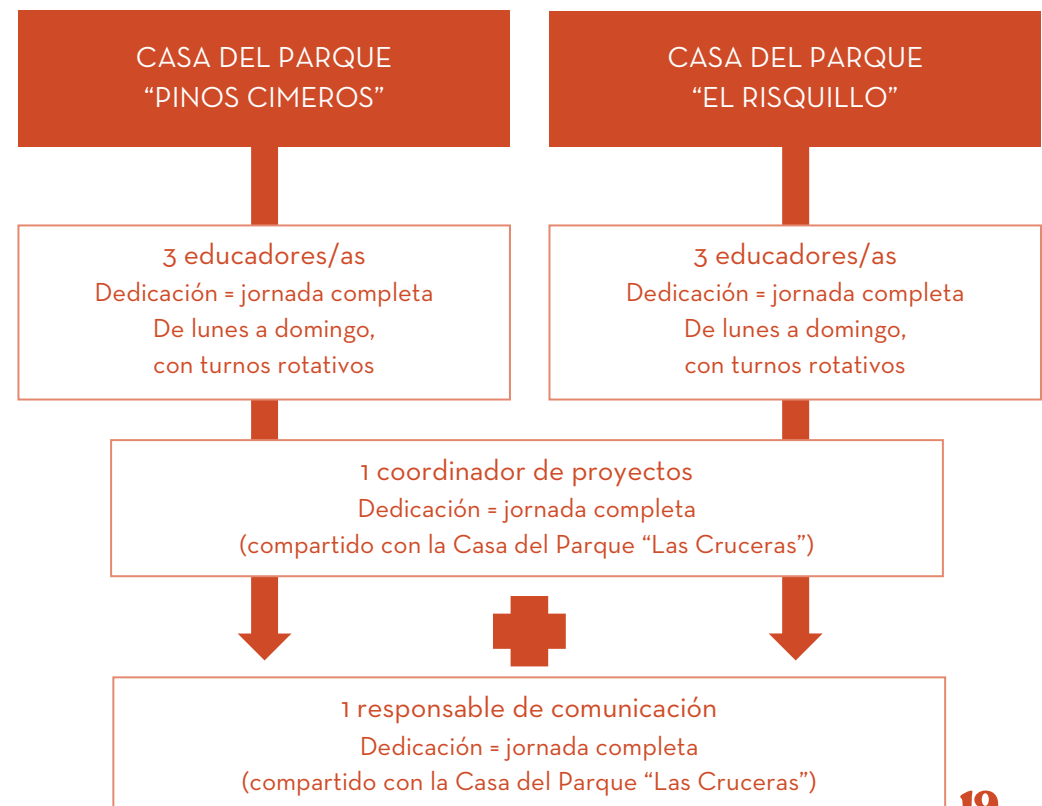 CASA DEL PARQUE
“PINOS CIMEROS”
CASA DEL PARQUE
“EL RISQUILLO”
3 educadores/as
Dedicación = jornada completa
De lunes a domingo,
con turnos rotativos
3 educadores/as
Dedicación = jornada completa
De lunes a domingo,
con turnos rotativos
1 coordinador de proyectos
Dedicación = jornada completa
(compartido con la Casa del Parque “Las Cruceras”)
1 responsable de comunicación
Dedicación = jornada completa
(compartido con la Casa del Parque “Las Cruceras”)